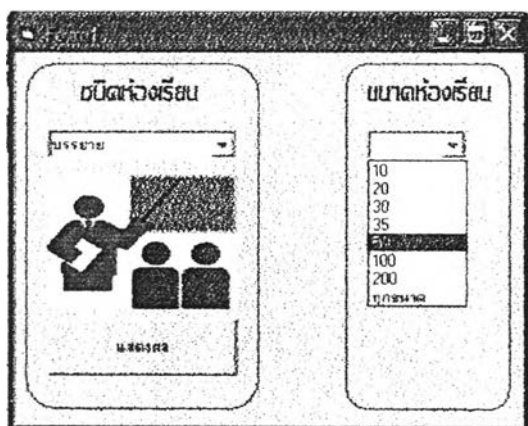 Form1
ชนิดห้องเรียน
บรรยาย
แสดงผล
ขนาดห้องเรียน
10
20
30
35
100
200
ทุกขนาด